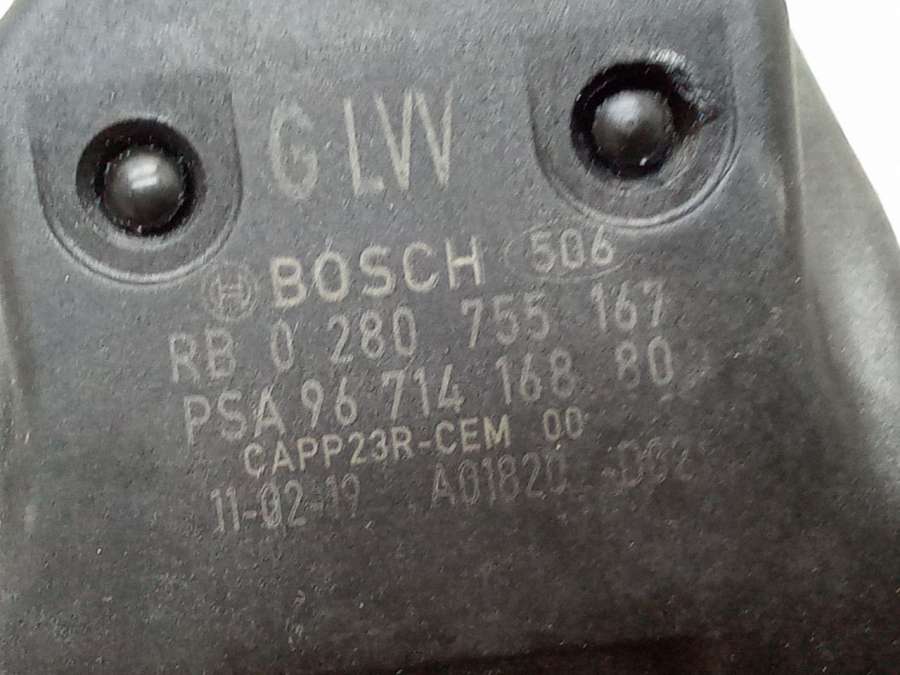 G LW
BOSCH 506
RB 0 280 755 167
PSA 96 714 168 80
CAPP23R-CEM 00
11-02-19 A01820